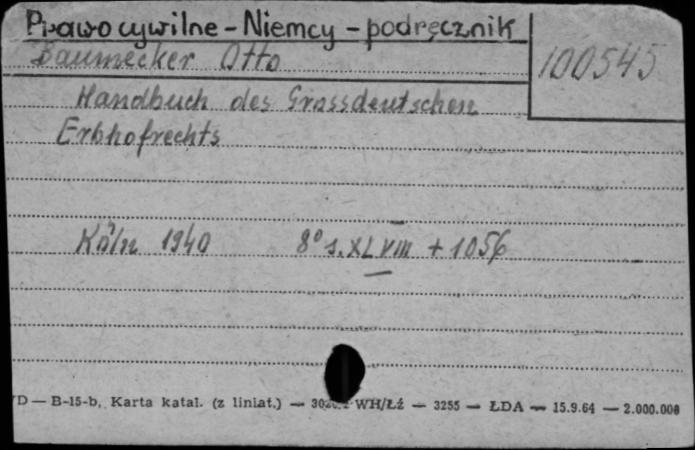 Prawo cywilne - Niemcy - podręcznik
Baumecker Otto
100545
Handbuch des Grossdeutschen
Erbhofrechts
Köln 1940 8° s. XLVIII + 1056
D — B-15-b, Karta katal. (z liniat.) — WH/Łź — 3255 — ŁDA — 15.9.64 — 2.000.000